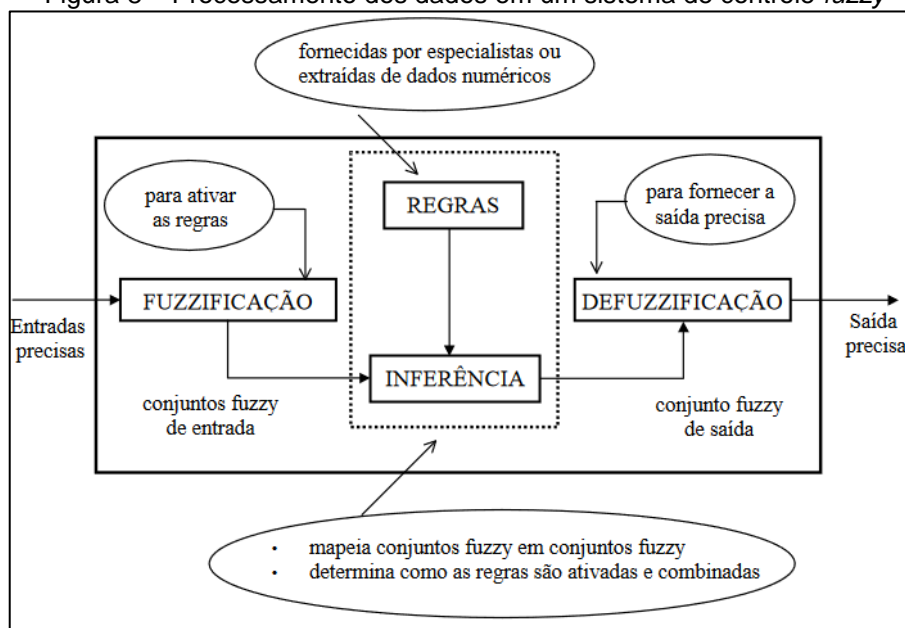 Figura 3 – Processamento dos dados em um sistema de controle fuzzy
fornecidas por especialistas ou
extraídas de dados numéricos
para ativar
as regras
REGRAS
para fornecer a
saída precisa
FUZZIFICAÇÃO
DEFUZZIFICAÇÃO
Entradas
precisas
Saída
precisa
INFERÊNCIA
conjuntos fuzzy
de entrada
conjunto fuzzy
de saída
· mapeia conjuntos fuzzy em conjuntos fuzzy
· determina como as regras são ativadas e combinadas